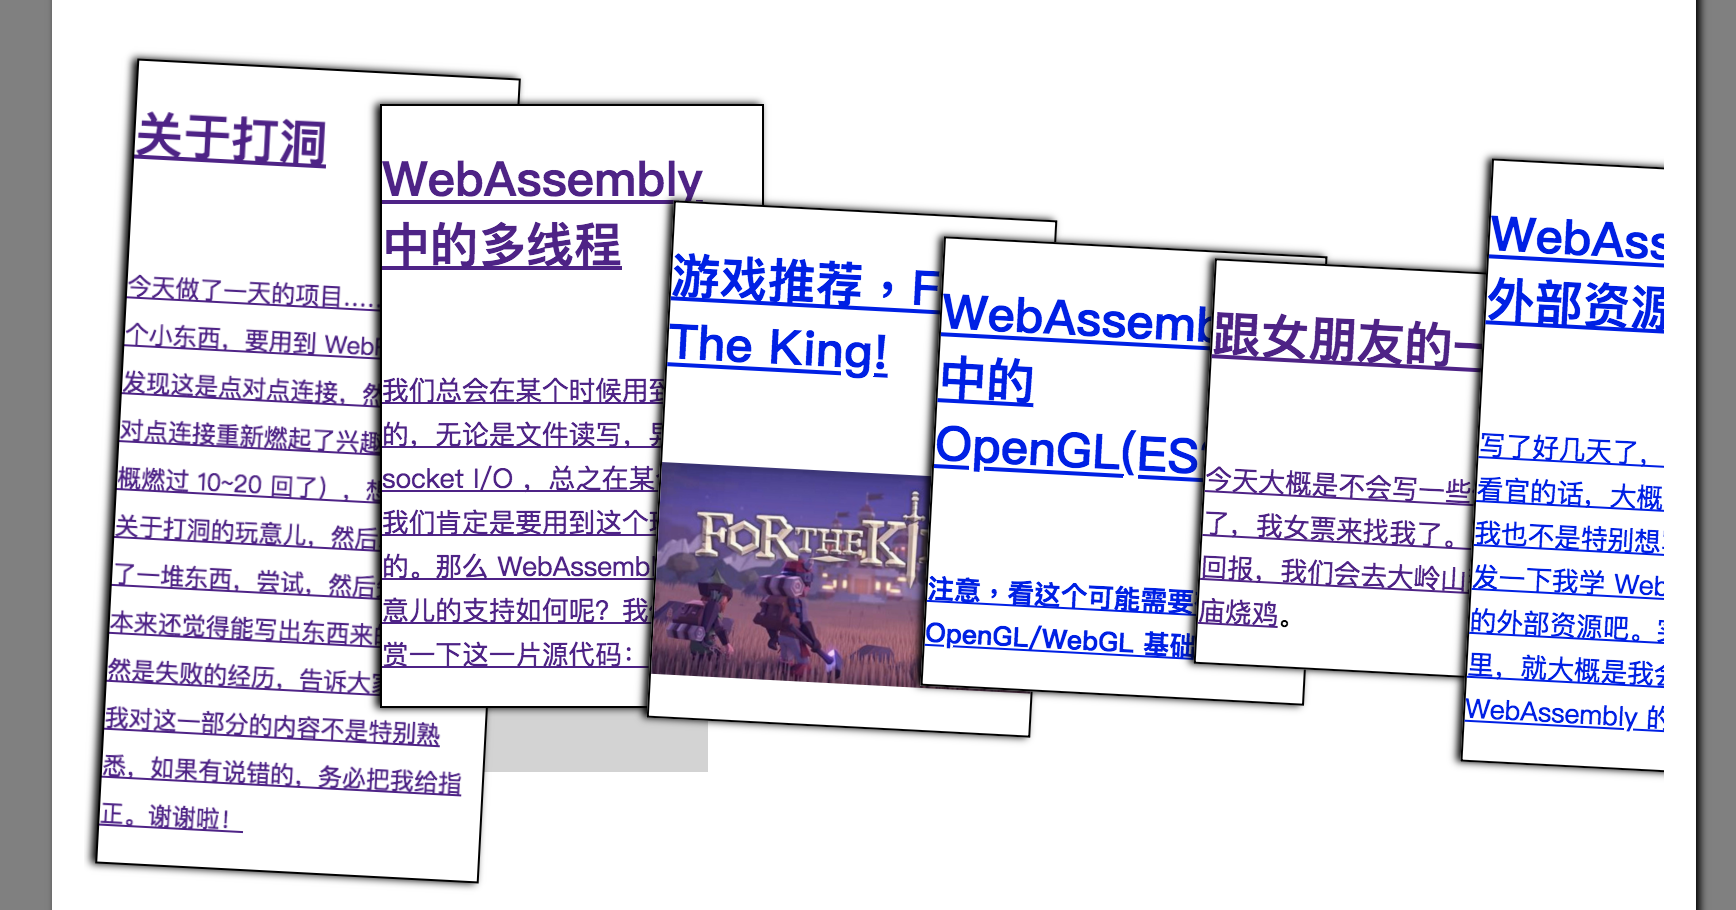 关于打洞
今天做了一天的项目……
个小东西，要用到 Web
发现这是点对点连接，然
对点连接重新燃起了兴趣
概燃过 10~20 回了），想
关于打洞的玩意儿，然后
了一堆东西，尝试，然后
本来还觉得能写出东西来
然是失败的经历，告诉大家
我对这一部分的内容不是特别熟
悉，如果有说错的，务必把我给指
正。谢谢啦！
WebAssembly
中的多线程
我们总会在某个时候用到
的，无论是文件读写，异
socket I/O ，总之在某
我们肯定是要用到这个玩
的。那么 WebAssembl
意儿的支持如何呢？我们
赏一下这一片源代码：
游戏推荐，F
The King!
FOR THE KI
WebAssemb
中的
OpenGL(ES
注意，看这个可能需要
OpenGL/WebGL 基础
跟女朋友的一
今天大概是不会写一些
了，我女票来找我了。
回报，我们会去大岭山
庙烧鸡。
WebAss
外部资源
写了好几天了，
看官的话，大概
我也不是特别想
发一下我学 Web
的外部资源吧。
里，就大概是我会
WebAssembly 的